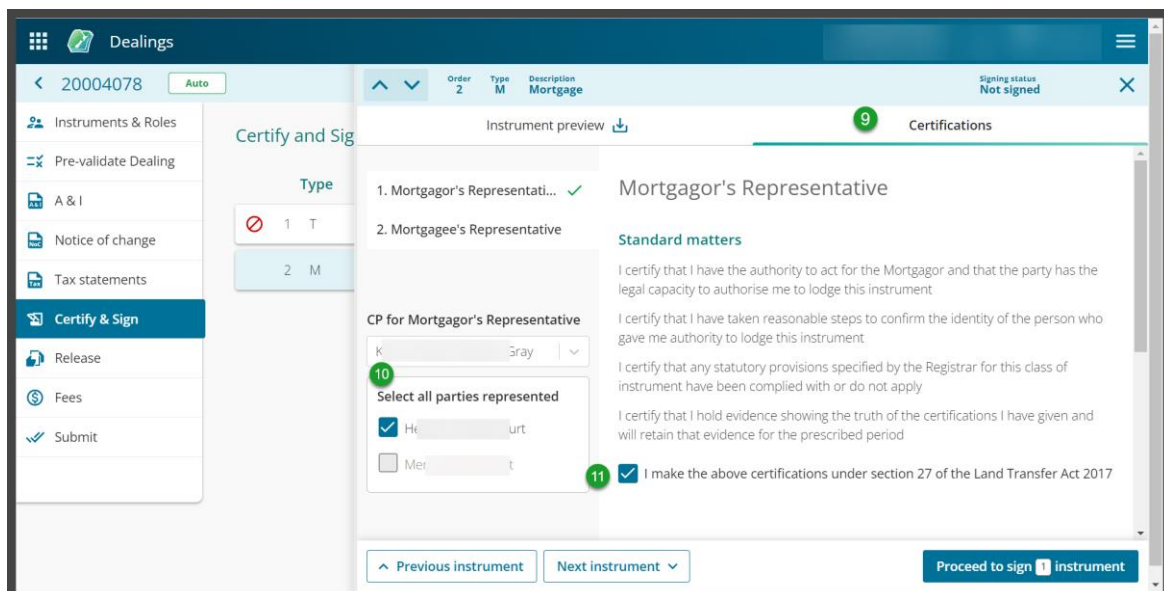 Dealings
20004078 Auto
Order Type Description
2 M Mortgage
Signing status
Not signed
Instruments & Roles
Pre-validate Dealing
A & I
Notice of change
Tax statements
Certify & Sign
Release
Fees
Submit
Certify and Sig
Type
1 T
2 M
Instrument preview
9 Certifications
1. Mortgagor's Representati...
2. Mortgagee's Representative
CP for Mortgagor's Representative
K Gray
10
Select all parties represented
He urt
Mer t
Mortgagor's Representative
Standard matters
I certify that I have the authority to act for the Mortgagor and that the party has the
legal capacity to authorise me to lodge this instrument
I certify that I have taken reasonable steps to confirm the identity of the person who
gave me authority to lodge this instrument
I certify that any statutory provisions specified by the Registrar for this class of
instrument have been complied with or do not apply
I certify that I hold evidence showing the truth of the certifications I have given and
will retain that evidence for the prescribed period
11 I make the above certifications under section 27 of the Land Transfer Act 2017
Previous instrument
Next instrument
Proceed to sign 1 instrument